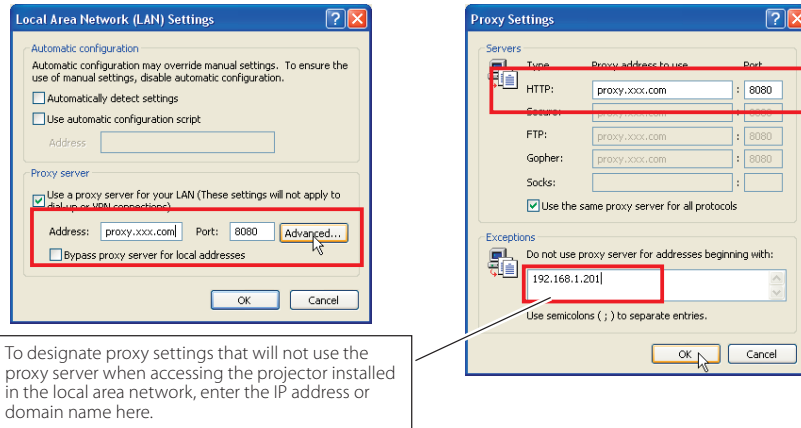 Local Area Network (LAN) Settings
Automatic configuration
Automatic configuration may override manual settings. To ensure the
use of manual settings, disable automatic configuration.
Automatically detect settings
Use automatic configuration script
Address
Proxy server
Use a proxy server for your LAN (These settings will not apply to
dial-up or VPN connections)
Address: proxy.xxx.com Port: 8080 Advanced...
Bypass proxy server for local addresses
OK Cancel
Proxy Settings
Servers
Type Proxy address to use Port
HTTP: proxy.xxx.com : 8080
Secure: proxy.xxx.com : 8080
FTP: proxy.xxx.com : 8080
Gopher: proxy.xxx.com : 8080
Socks: :
Use the same proxy server for all protocols
Exceptions
Do not use proxy server for addresses beginning with:
192.168.1.201
Use semicolons ( ; ) to separate entries.
OK Cancel
To designate proxy settings that will not use the
proxy server when accessing the projector installed
in the local area network, enter the IP address or
domain name here.